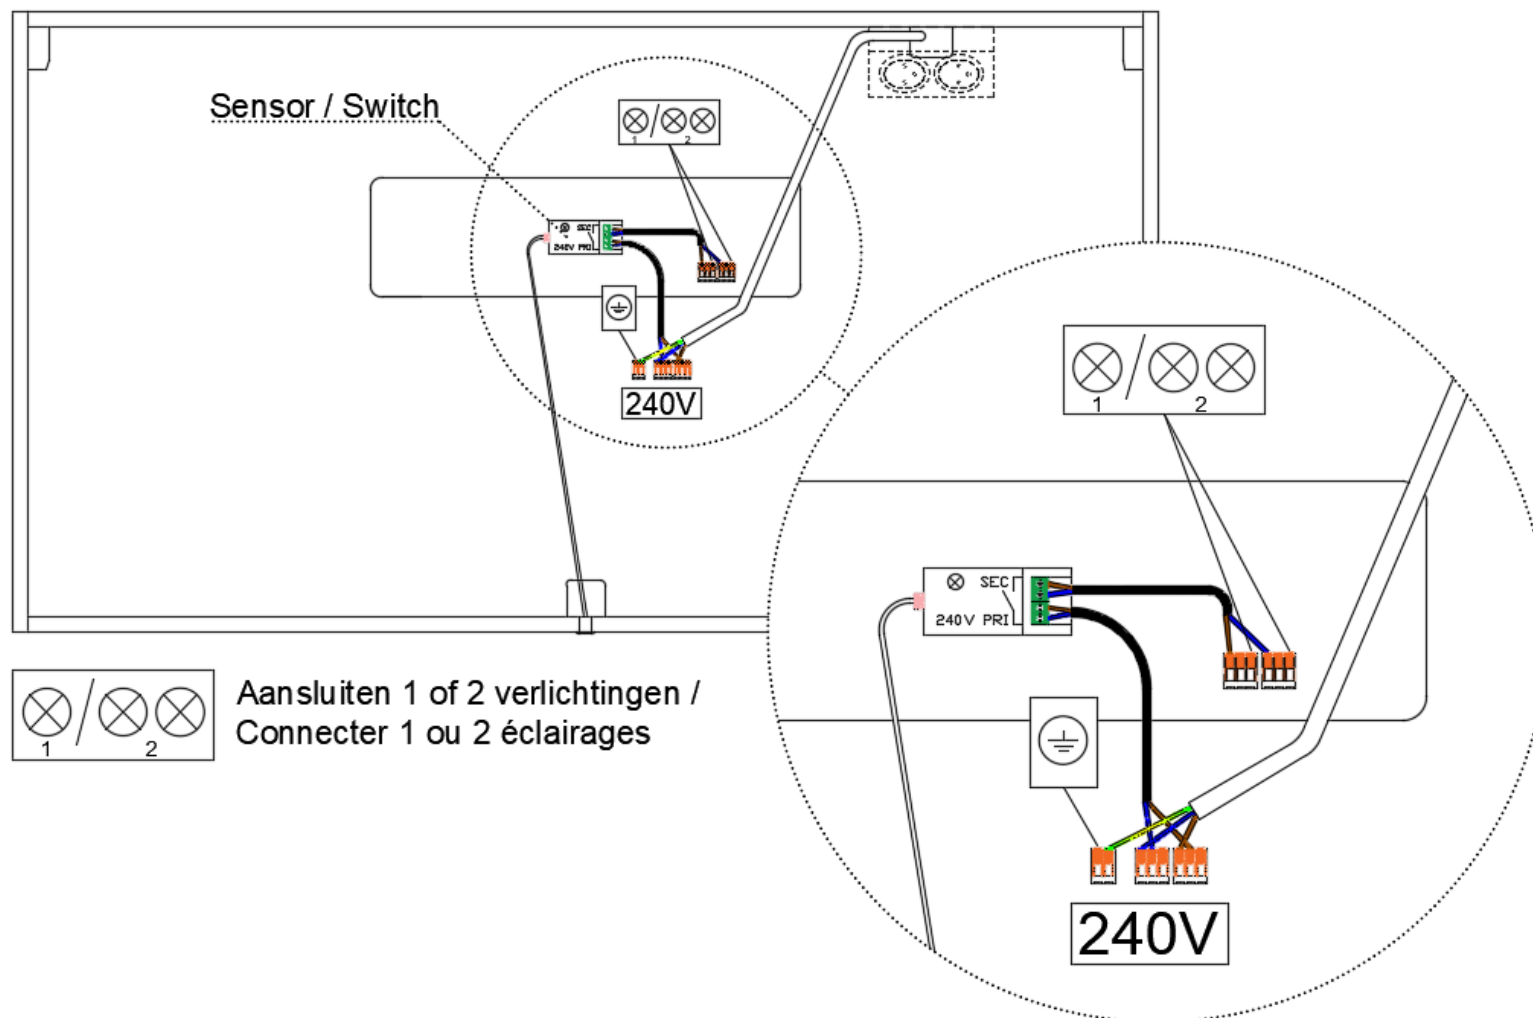 Sensor / Switch
1 / 2
SEC
240V PRI
240V
1 / 2
SEC
240V PRI
240V
1 / 2
Aansluiten 1 of 2 verlichtingen /
Connecter 1 ou 2 éclairages